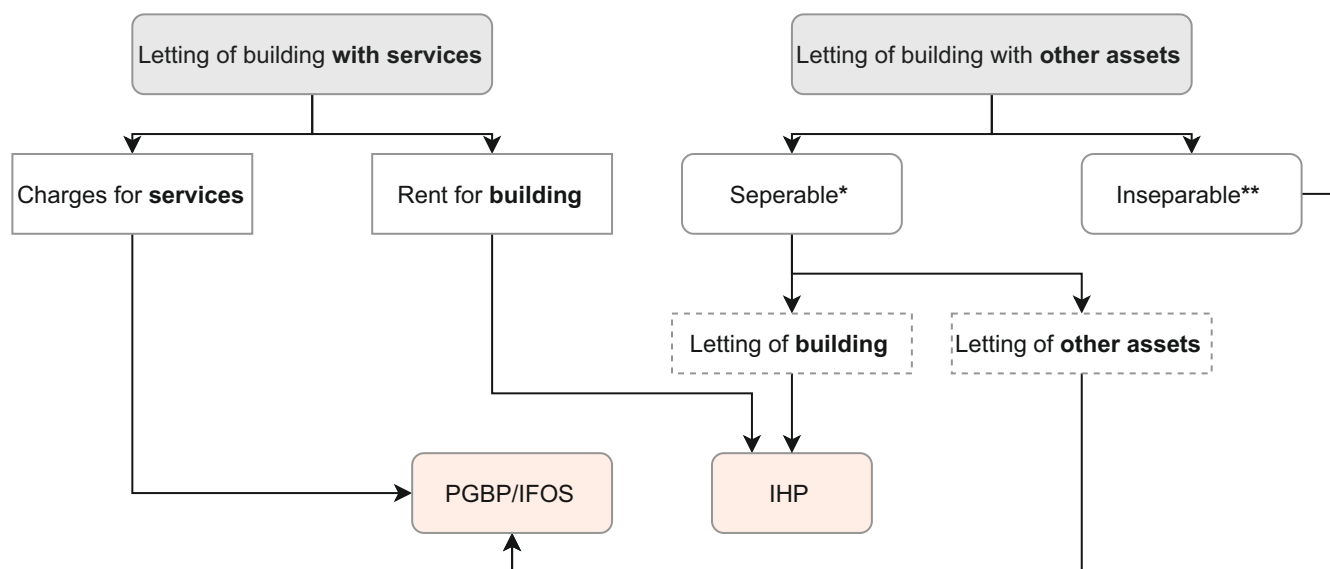 Letting of building with services
Letting of building with other assets
Charges for services
Rent for building
Seperable*
Inseparable**
Letting of building
Letting of other assets
PGBP/IFOS
IHP